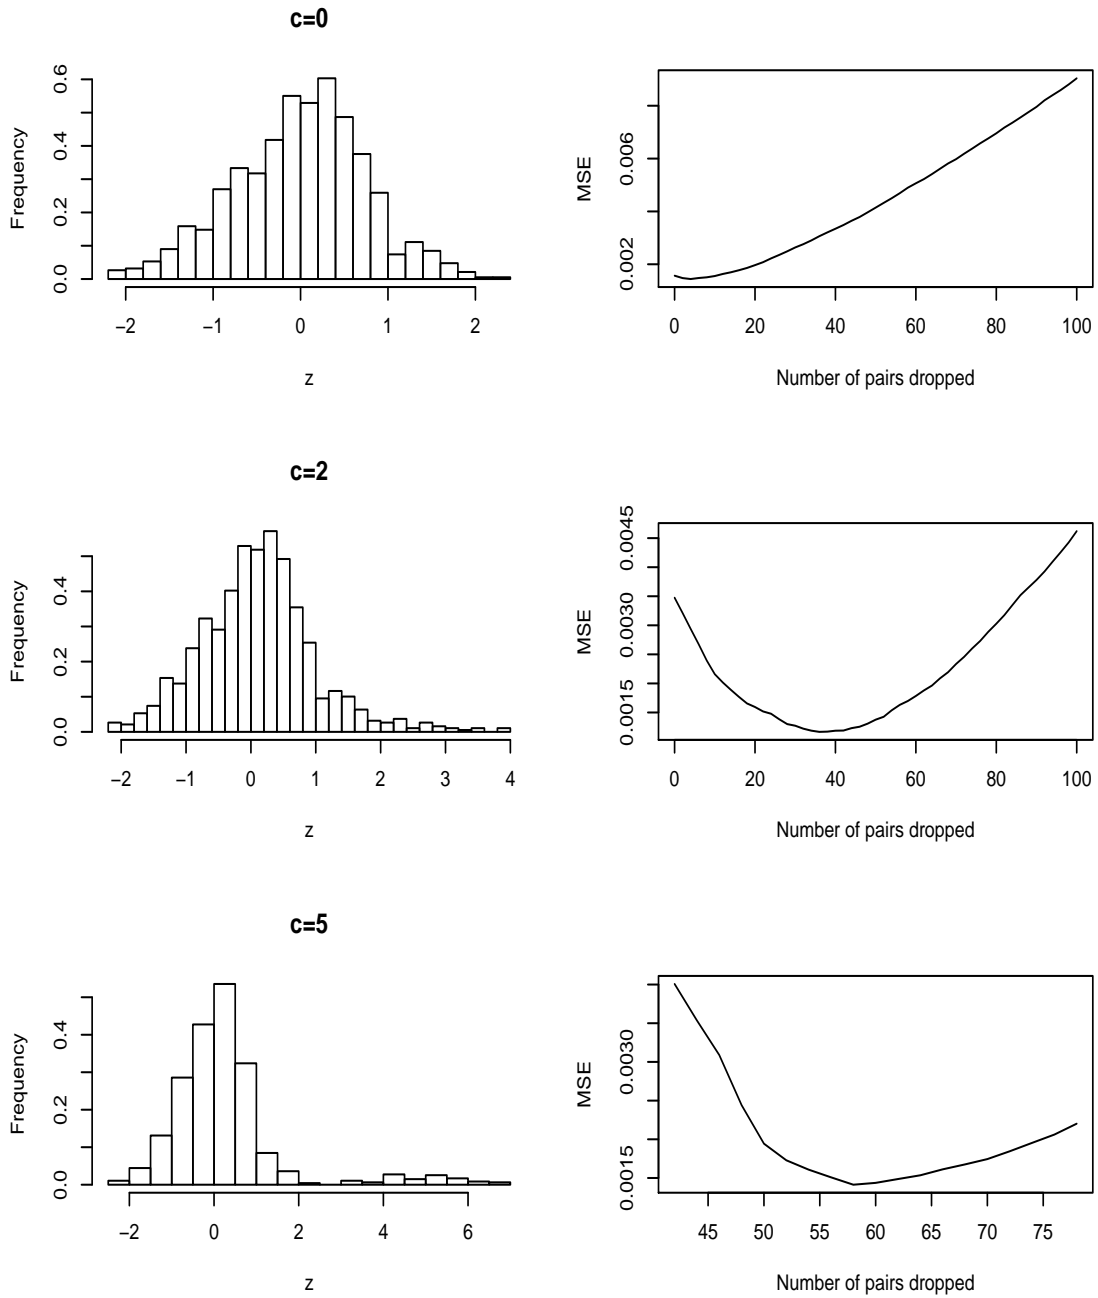 c=0
Frequency
0.0 0.2 0.4 0.6
−2 −1 0 1 2
z
MSE
0.002 0.006
0 20 40 60 80 100
Number of pairs dropped
c=2
Frequency
0.0 0.2 0.4
−2 −1 0 1 2 3 4
z
MSE
0.0015 0.0030 0.0045
0 20 40 60 80 100
Number of pairs dropped
c=5
Frequency
0.0 0.2 0.4
−2 0 2 4 6
z
MSE
0.0015 0.0030
45 50 55 60 65 70 75
Number of pairs dropped